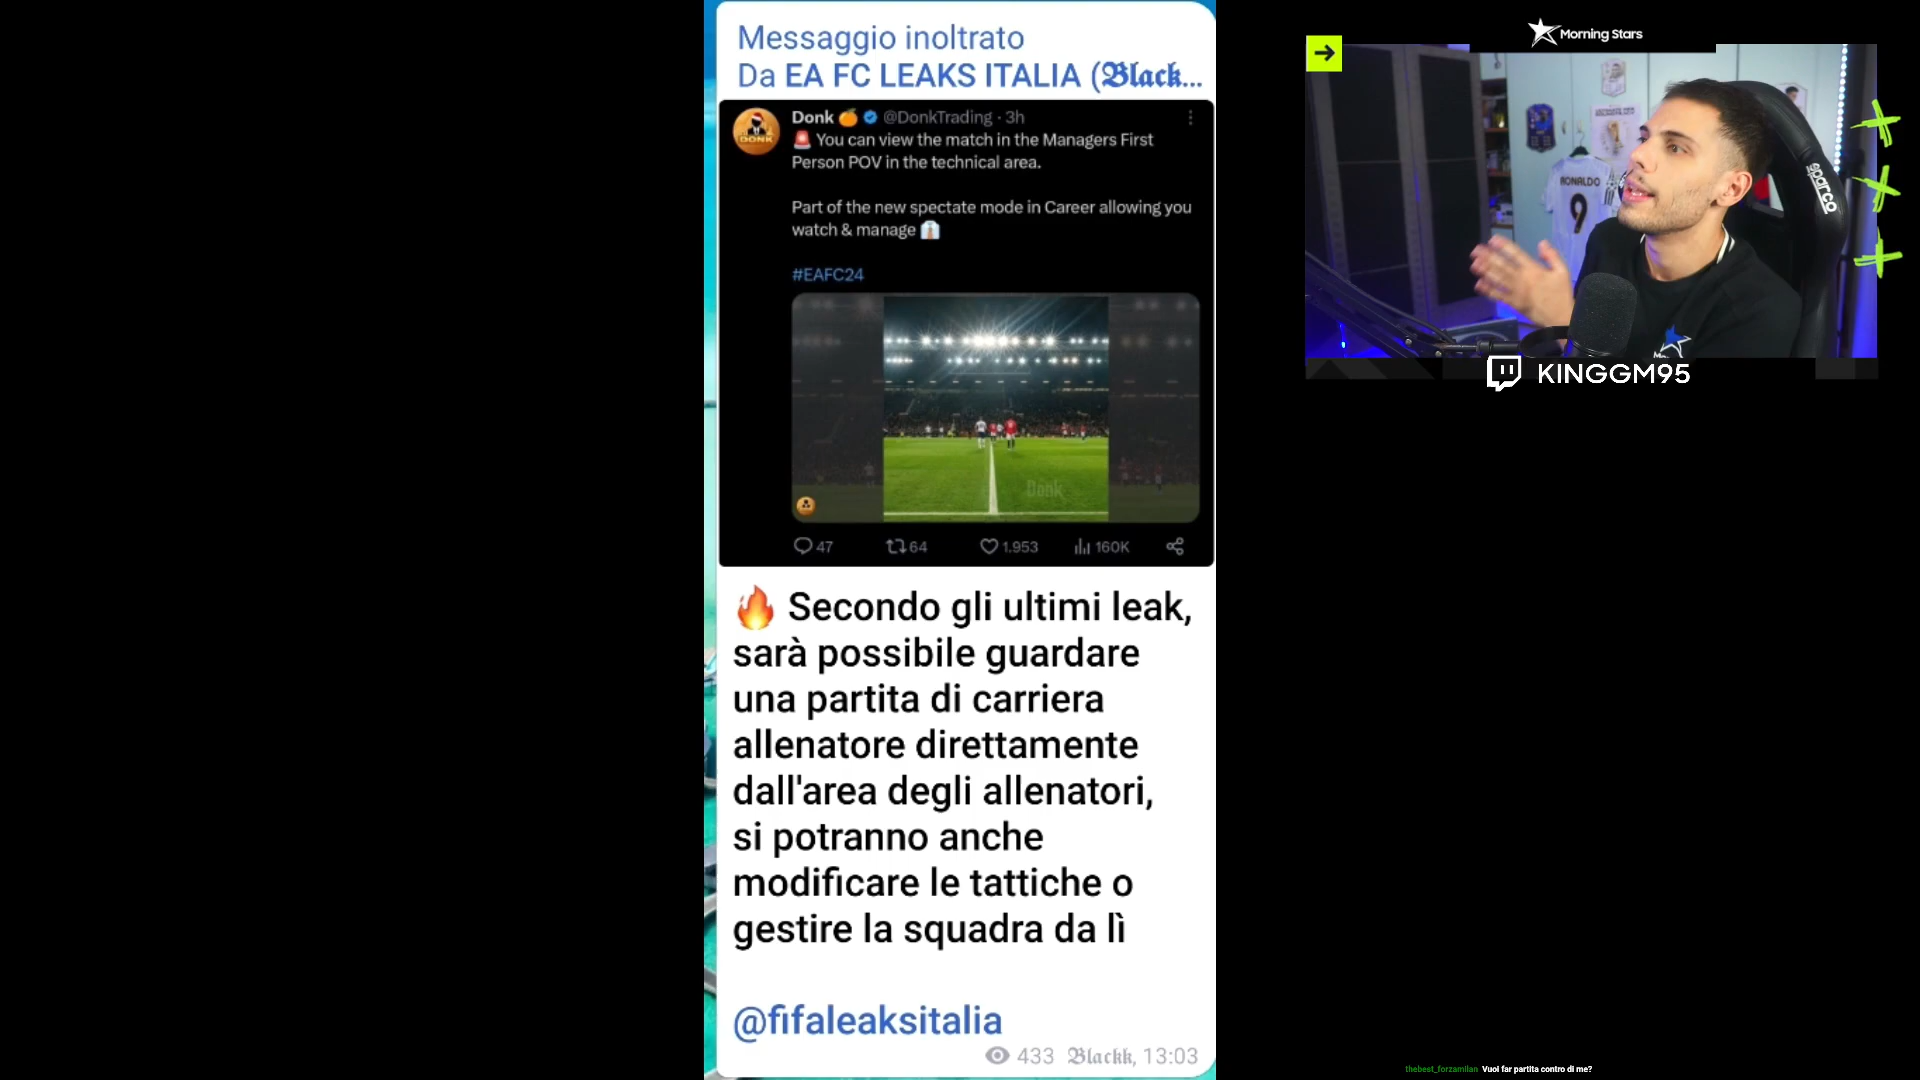 Messaggio inoltrato
Da EA FC LEAKS ITALIA (𝕭𝖑𝖆𝖈𝖐...
Donk 🍊 @DonkTrading · 3h
🚨 You can view the match in the Managers First
Person POV in the technical area.
Part of the new spectate mode in Career allowing you
watch & manage 👔
#EAFC24
Donk
47 64 1.953 160K
🔥 Secondo gli ultimi leak,
sarà possibile guardare
una partita di carriera
allenatore direttamente
dall'area degli allenatori,
si potranno anche
modificare le tattiche o
gestire la squadra da lì
@fifaleaksitalia
433 𝕭𝖑𝖆𝖈𝖐𝖐, 13:03
Morning Stars
RONALDO
9
sparco
KINGGM95
thebest_forzamilan Vuoi far partita contro di me?